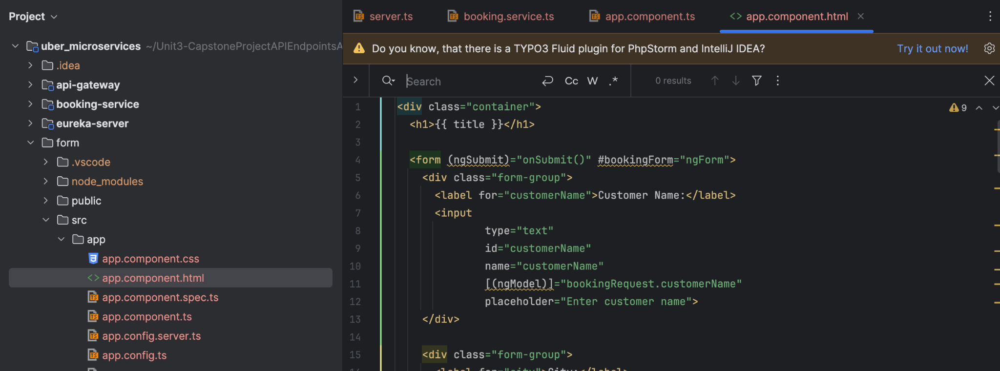 Project
uber_microservices ~/Unit3-CapstoneProjectAPIEndpointsA
.idea
api-gateway
booking-service
eureka-server
form
.vscode
node_modules
public
src
app
app.component.css
app.component.html
app.component.spec.ts
app.component.ts
app.config.server.ts
app.config.ts
server.ts booking.service.ts app.component.ts <> app.component.html
Do you know, that there is a TYPO3 Fluid plugin for PhpStorm and IntelliJ IDEA? Try it out now!
Search Cc W .* 0 results
9
1 <div class="container">
2 <h1>{{ title }}</h1>
3
4 <form (ngSubmit)="onSubmit()" #bookingForm="ngForm">
5 <div class="form-group">
6 <label for="customerName">Customer Name:</label>
7 <input
8 type="text"
9 id="customerName"
10 name="customerName"
11 [(ngModel)]="bookingRequest.customerName"
12 placeholder="Enter customer name">
13 </div>
14
15 <div class="form-group">
<label for="city">City:</label>